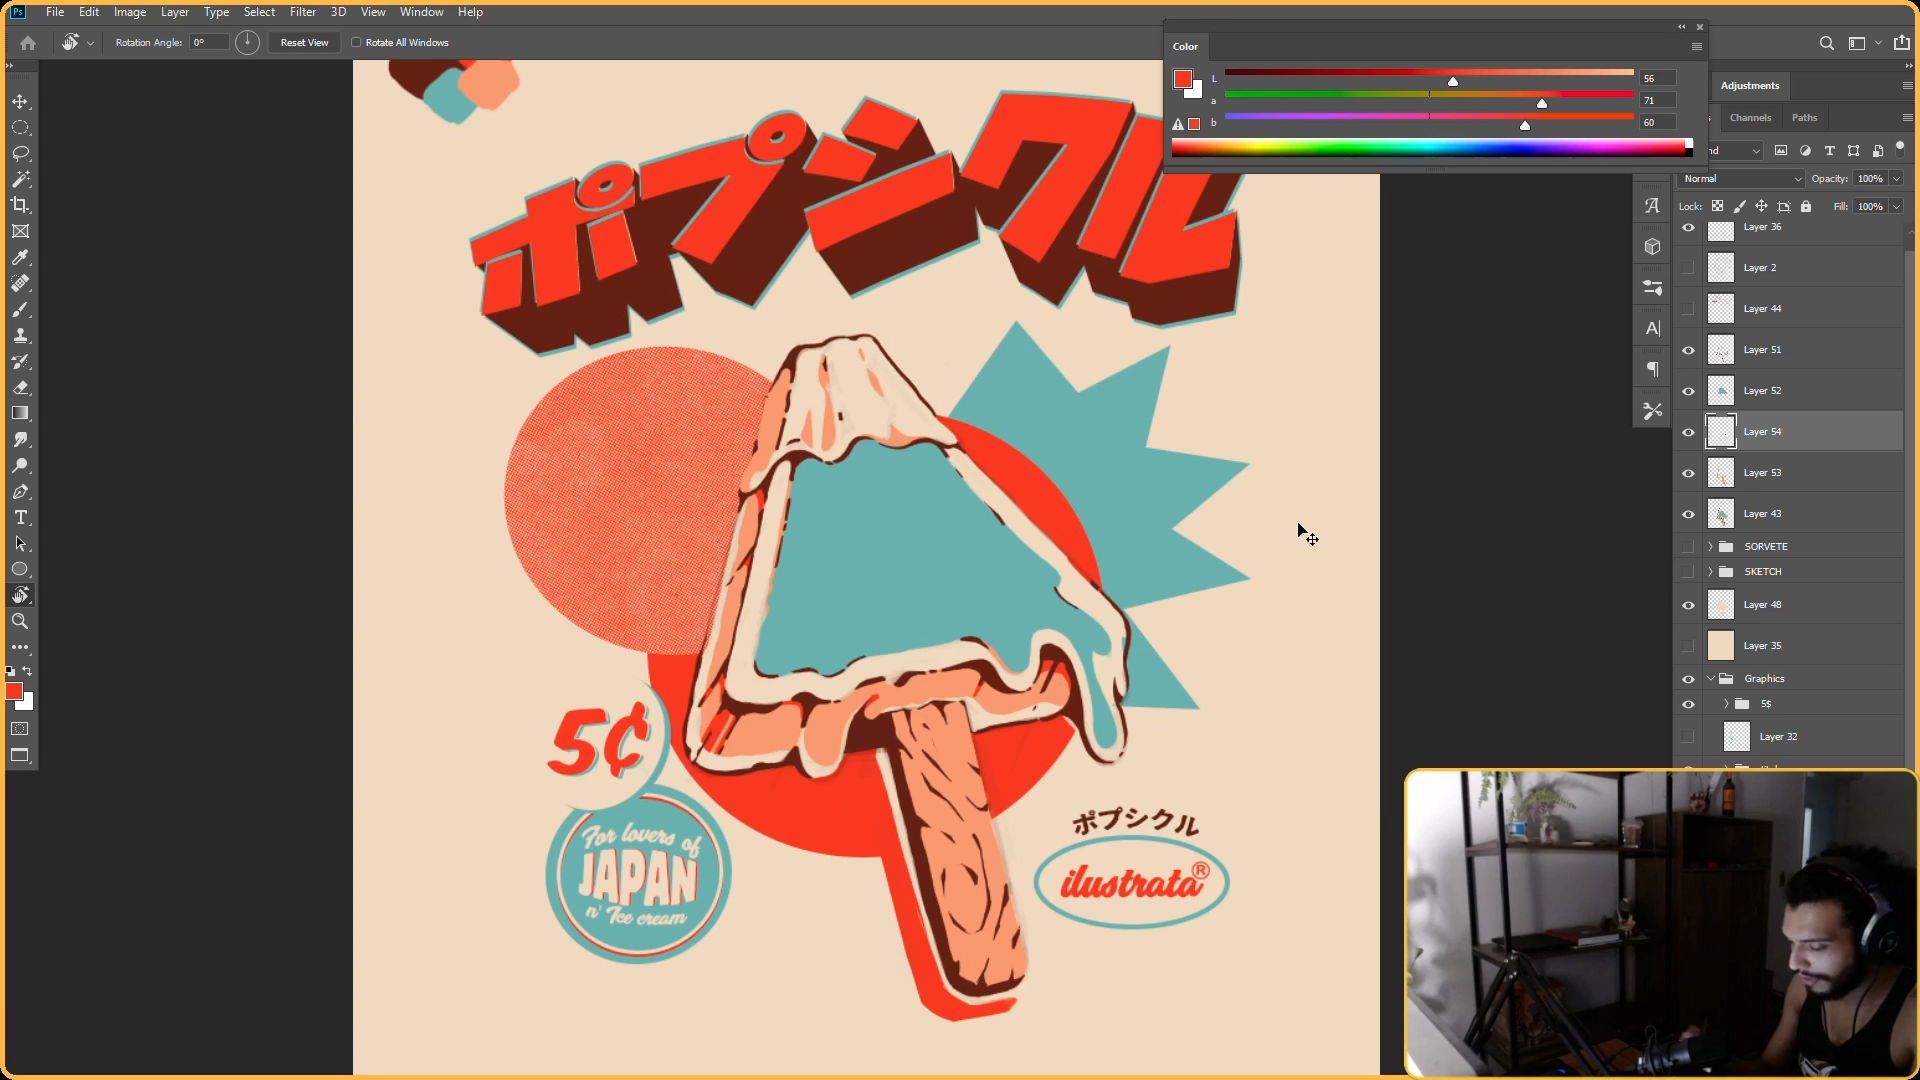 Ps File Edit Image Layer Type Select Filter 3D View Window Help
Rotation Angle: 0° Reset View Rotate All Windows
Color
L 56
a 71
b 60
Adjustments
Channels Paths
Normal Opacity: 100%
Lock: Fill: 100%
Layer 36
Layer 2
Layer 44
Layer 51
Layer 52
Layer 54
Layer 53
Layer 43
SORVETE
SKETCH
Layer 48
Layer 35
Graphics
5$
Layer 32
ポプシクル
5¢
For lovers of
JAPAN
n' Ice cream
ポプシクル
ilustrata®